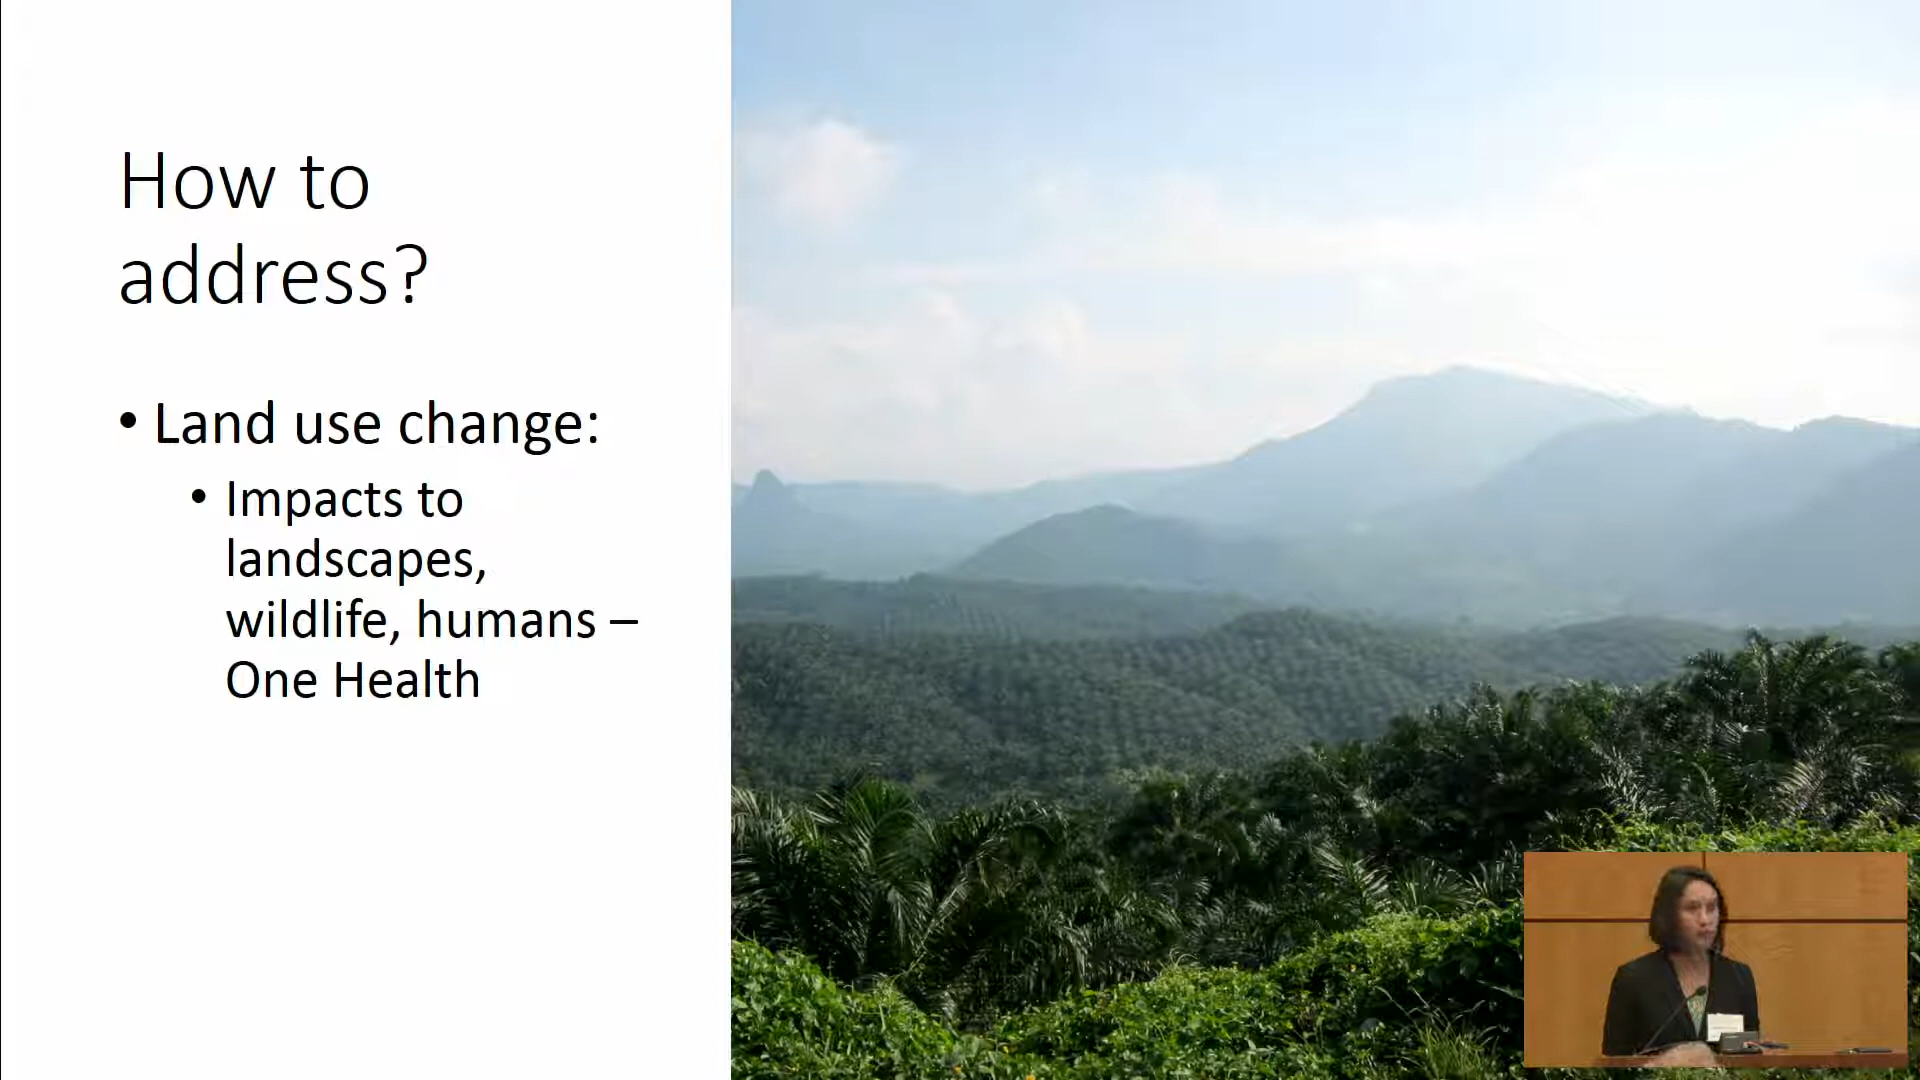 How to
address?
• Land use change:
• Impacts to
landscapes,
wildlife, humans –
One Health